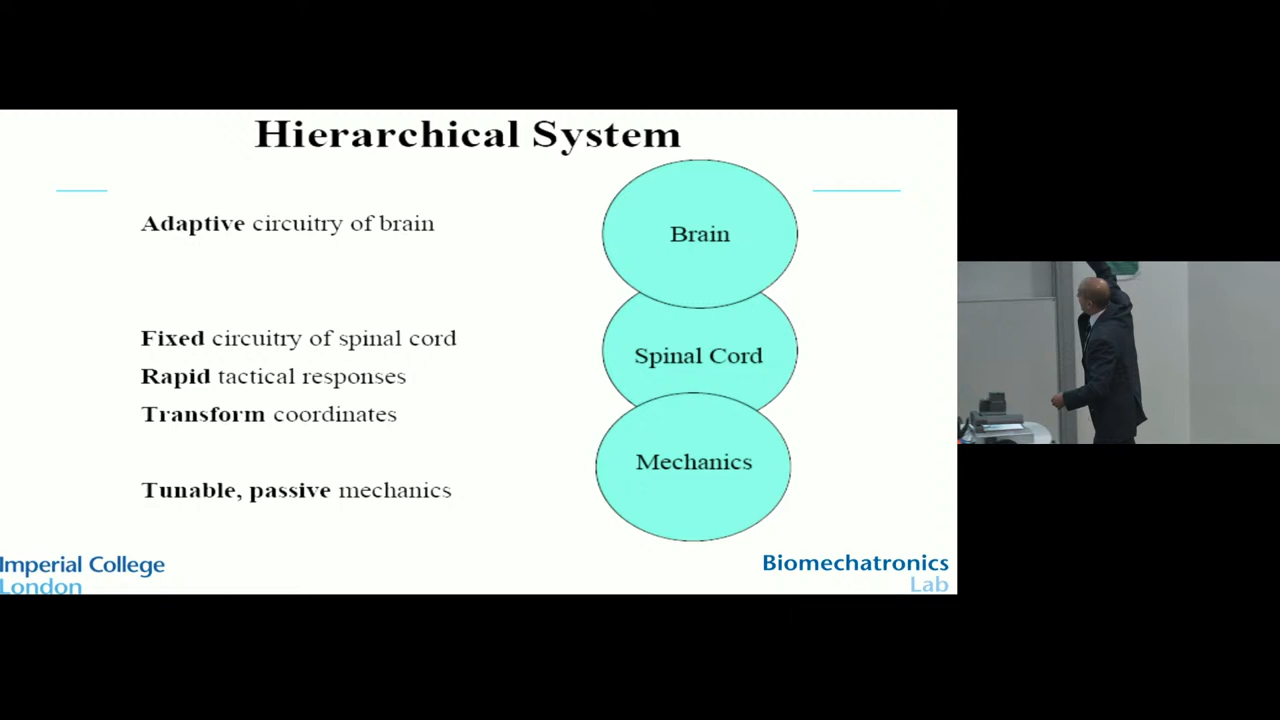 Hierarchical System
Adaptive circuitry of brain
Brain
Fixed circuitry of spinal cord
Rapid tactical responses
Transform coordinates
Spinal Cord
Mechanics
Tunable, passive mechanics
Imperial College
London
Biomechatronics
Lab